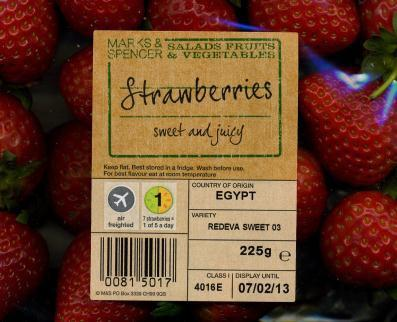 MARKS &
SPENCER
SALADS FRUITS
& VEGETABLES
Strawberries
sweet and juicy
Keep flat. Best stored in a fridge. Wash before use.
For best flavour eat at room temperature
air
freighted
1
7 strawberries =
1 of 5 a day
COUNTRY OF ORIGIN
EGYPT
VARIETY
REDEVA SWEET 03
225g ℮
0081 5017
CLASS I
4016E
DISPLAY UNTIL
07/02/13
© M&S PO Box 3339 CH99 9QS